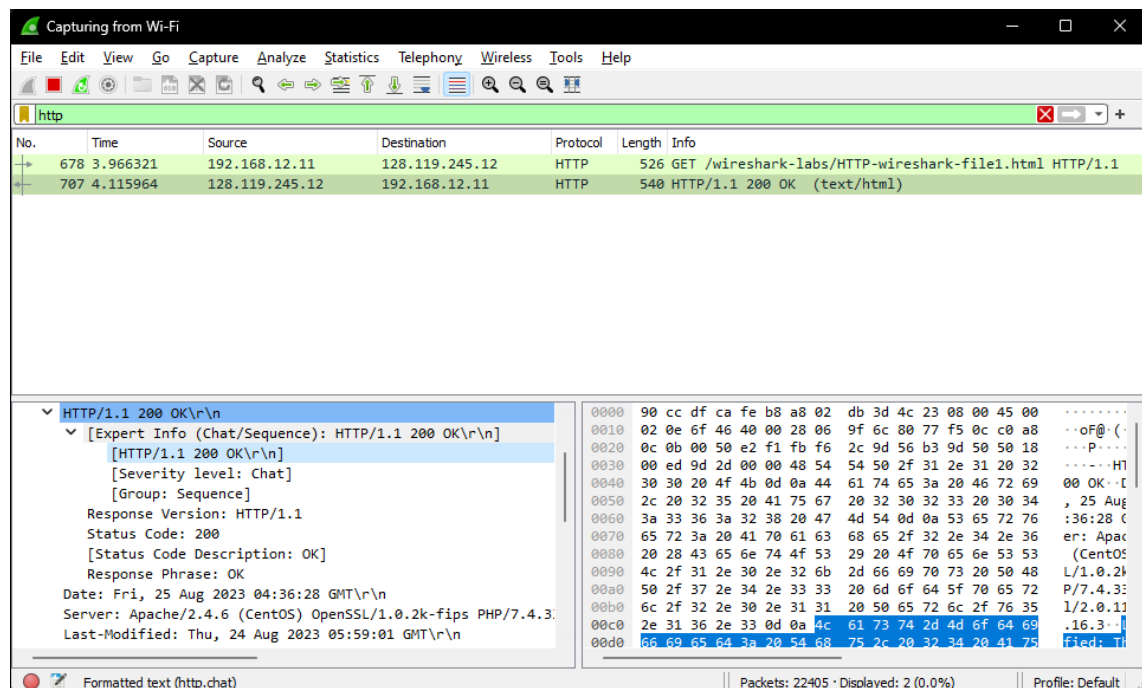 Capturing from Wi-Fi
File Edit View Go Capture Analyze Statistics Telephony Wireless Tools Help
http
No. Time Source Destination Protocol Length Info
678 3.966321 192.168.12.11 128.119.245.12 HTTP 526 GET /wireshark-labs/HTTP-wireshark-file1.html HTTP/1.1
707 4.115964 128.119.245.12 192.168.12.11 HTTP 540 HTTP/1.1 200 OK (text/html)
HTTP/1.1 200 OK\r\n
[Expert Info (Chat/Sequence): HTTP/1.1 200 OK\r\n]
[HTTP/1.1 200 OK\r\n]
[Severity level: Chat]
[Group: Sequence]
Response Version: HTTP/1.1
Status Code: 200
[Status Code Description: OK]
Response Phrase: OK
Date: Fri, 25 Aug 2023 04:36:28 GMT\r\n
Server: Apache/2.4.6 (CentOS) OpenSSL/1.0.2k-fips PHP/7.4.3
Last-Modified: Thu, 24 Aug 2023 05:59:01 GMT\r\n
0000 90 cc df ca fe b8 a8 02 db 3d 4c 23 08 00 45 00 ········
0010 02 0e 6f 46 40 00 28 06 9f 6c 80 77 f5 0c c0 a8 ··oF@·(·
0020 0c 0b 00 50 e2 f1 fb f6 2c 9d 56 b3 9d 50 50 18 ···P····
0030 00 ed 9d 2d 00 00 48 54 54 50 2f 31 2e 31 20 32 ···-··HT
0040 30 30 20 4f 4b 0d 0a 44 61 74 65 3a 20 46 72 69 00 OK··D
0050 2c 20 32 35 20 41 75 67 20 32 30 32 33 20 30 34 , 25 Aug
0060 3a 33 36 3a 32 38 20 47 4d 54 0d 0a 53 65 72 76 :36:28 G
0070 65 72 3a 20 41 70 61 63 68 65 2f 32 2e 34 2e 36 er: Apac
0080 20 28 43 65 6e 74 4f 53 29 20 4f 70 65 6e 53 53 (CentOS
0090 4c 2f 31 2e 30 2e 32 6b 2d 66 69 70 73 20 50 48 L/1.0.2k
00a0 50 2f 37 2e 34 2e 33 33 20 6d 6f 64 5f 70 65 72 P/7.4.33
00b0 6c 2f 32 2e 30 2e 31 31 20 50 65 72 6c 2f 76 35 l/2.0.11
00c0 2e 31 36 2e 33 0d 0a 4c 61 73 74 2d 4d 6f 64 69 .16.3··L
00d0 66 69 65 64 3a 20 54 68 75 2c 20 32 34 20 41 75 fied: Th
Formatted text (http.chat) Packets: 22405 · Displayed: 2 (0.0%) Profile: Default